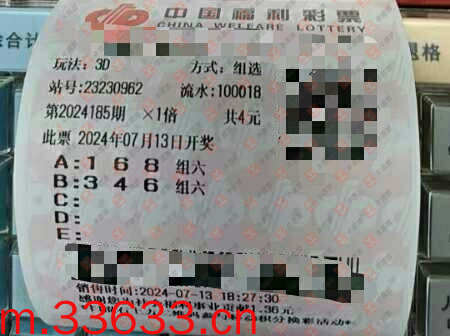 中国福利彩票
CHINA WELFARE LOTTERY
玩法:3D 方式:组选
站号:23230962 流水:100018
第2024185期 ×1倍 共4元
此票 2024年07月13日开奖
A:1 6 8 组六
B:3 4 6 组六
C:
D:
E:
销售时间:2024-07-13 18:27:30
m.33633.cn